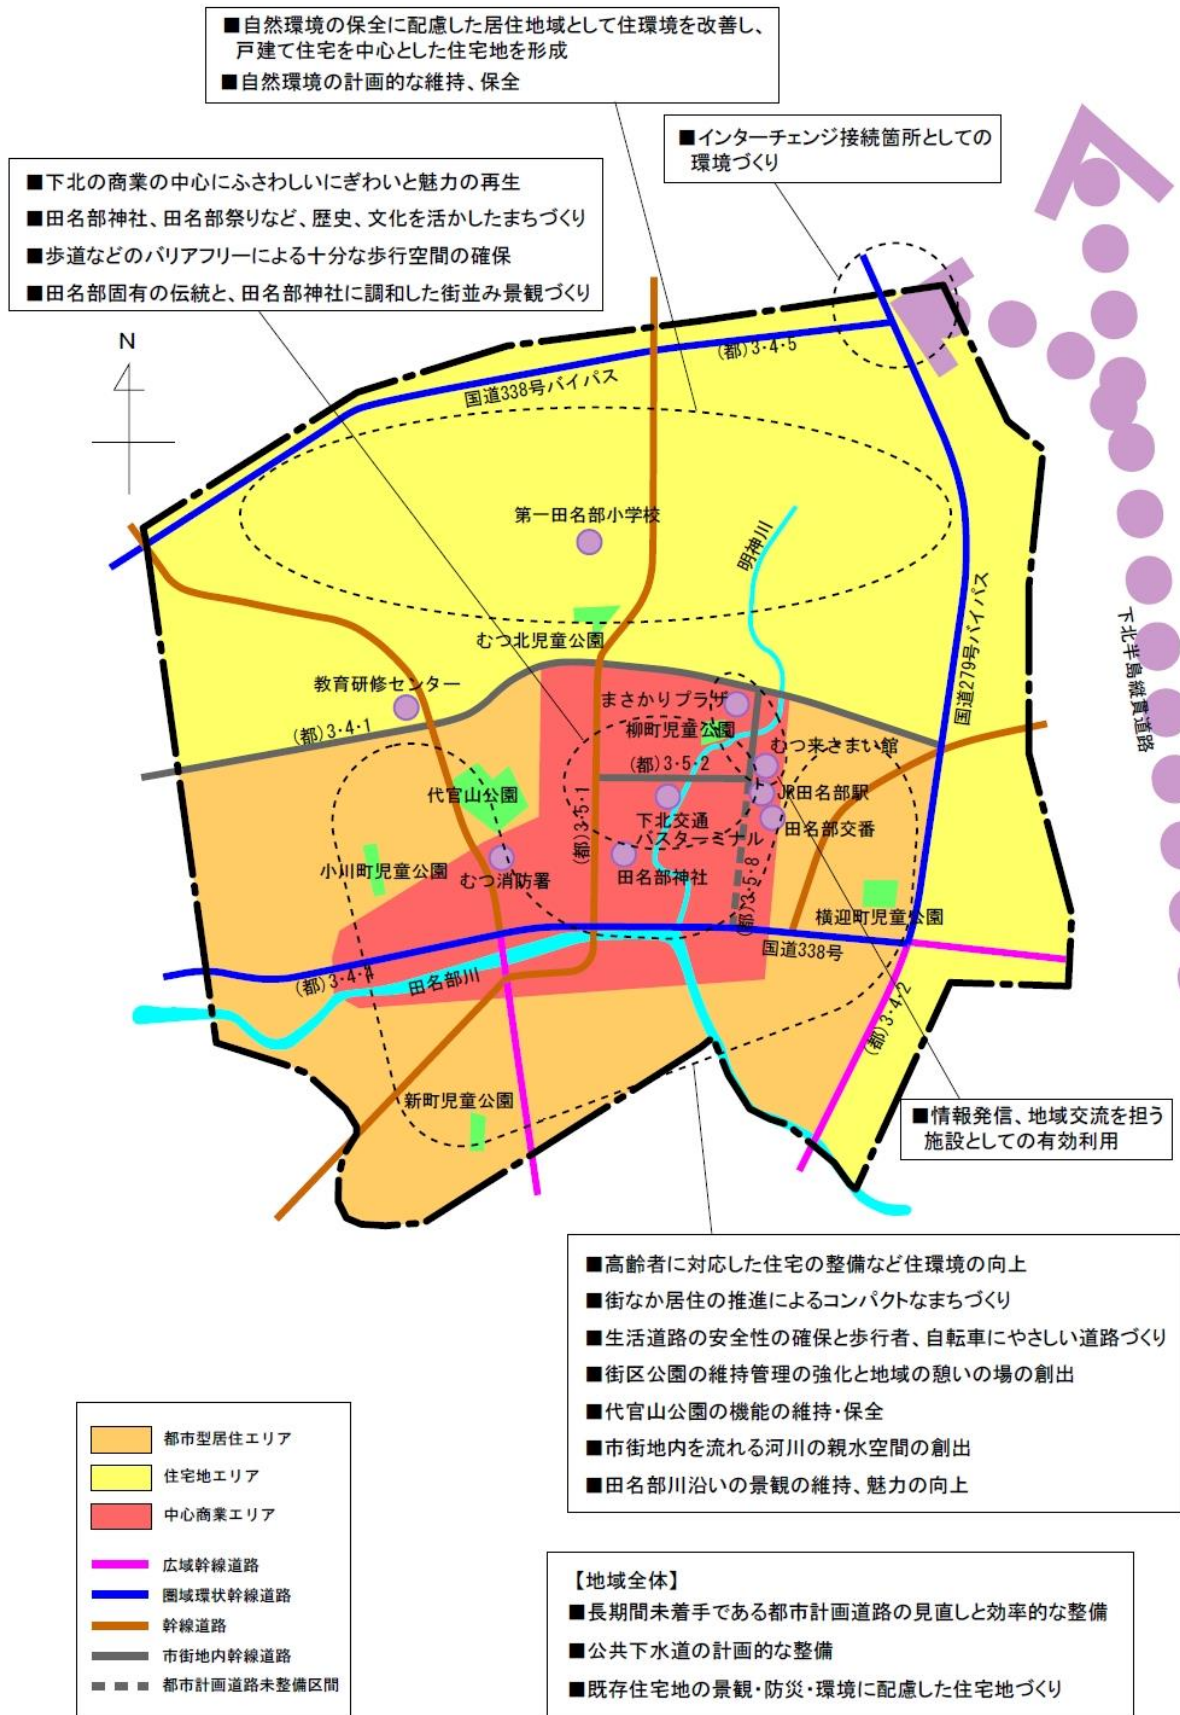 ■自然環境の保全に配慮した居住地域として住環境を改善し、
戸建て住宅を中心とした住宅地を形成
■自然環境の計画的な維持、保全
■インターチェンジ接続箇所としての
環境づくり
■下北の商業の中心にふさわしいにぎわいと魅力の再生
■田名部神社、田名部祭りなど、歴史、文化を活かしたまちづくり
■歩道などのバリアフリーによる十分な歩行空間の確保
■田名部固有の伝統と、田名部神社に調和した街並み景観づくり
N
(都)3・4・5
国道338号バイパス
第一田名部小学校
明神川
国道279号バイパス
下北半島縦貫道路
むつ北児童公園
教育研修センター
まさかりプラザ
(都)3・4・1
柳町児童公園
むつ来さまい館
(都)3・5・2
JR田名部駅
代官山公園
下北交通
バスターミナル
田名部交番
(都)3・5・1
小川町児童公園
むつ消防署
田名部神社
(都)3・5・8
横迎町児童公園
国道338号
(都)3・4・4
田名部川
(都)3・4・2
新町児童公園
■情報発信、地域交流を担う
施設としての有効利用
■高齢者に対応した住宅の整備など住環境の向上
■街なか居住の推進によるコンパクトなまちづくり
■生活道路の安全性の確保と歩行者、自転車にやさしい道路づくり
■街区公園の維持管理の強化と地域の憩いの場の創出
■代官山公園の機能の維持・保全
■市街地内を流れる河川の親水空間の創出
■田名部川沿いの景観の維持、魅力の向上
都市型居住エリア
住宅地エリア
中心商業エリア
広域幹線道路
圏域環状幹線道路
幹線道路
市街地内幹線道路
都市計画道路未整備区間
【地域全体】
■長期間未着手である都市計画道路の見直しと効率的な整備
■公共下水道の計画的な整備
■既存住宅地の景観・防災・環境に配慮した住宅地づくり